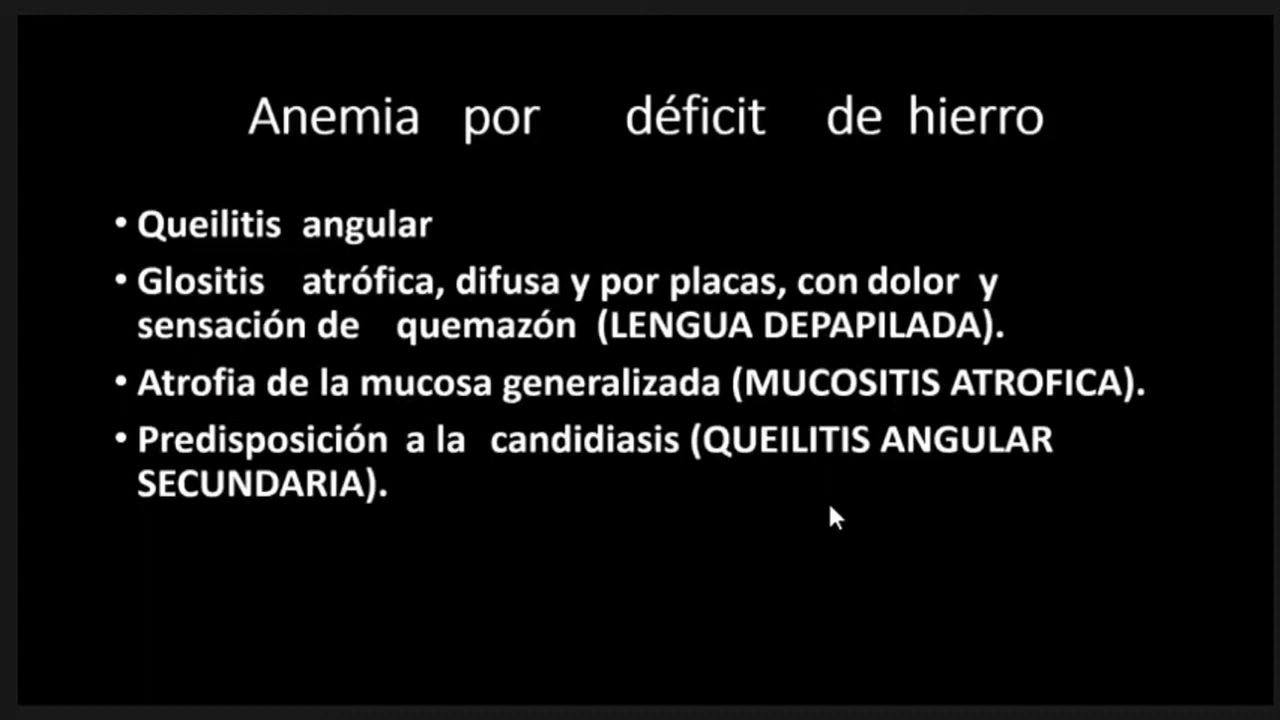 Anemia por déficit de hierro
• Queilitis angular
• Glositis atrófica, difusa y por placas, con dolor y
sensación de quemazón (LENGUA DEPAPILADA).
• Atrofia de la mucosa generalizada (MUCOSITIS ATROFICA).
• Predisposición a la candidiasis (QUEILITIS ANGULAR
SECUNDARIA).